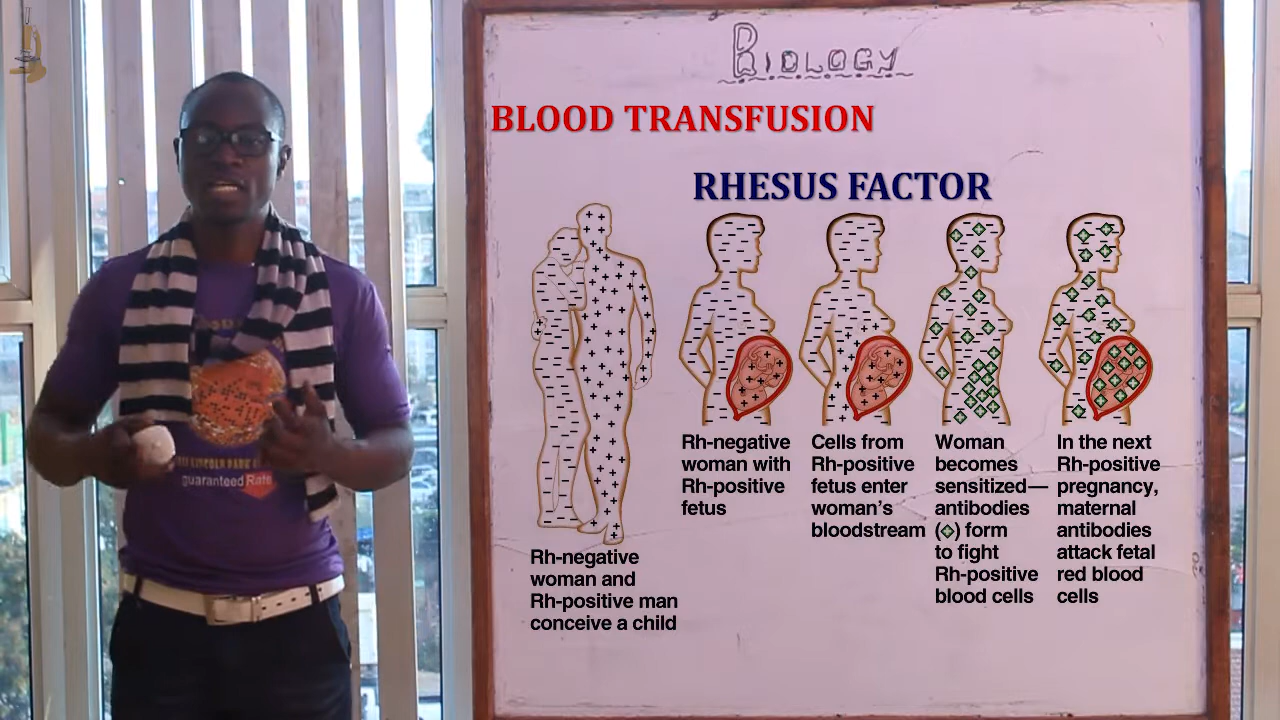 BIOLOGY
BLOOD TRANSFUSION
RHESUS FACTOR
Rh-negative
woman and
Rh-positive man
conceive a child
Rh-negative
woman with
Rh-positive
fetus
Cells from
Rh-positive
fetus enter
woman's
bloodstream
Woman
becomes
sensitized—
antibodies
() form
to fight
Rh-positive
blood cells
In the next
Rh-positive
pregnancy,
maternal
antibodies
attack fetal
red blood
cells
guaneed Rate